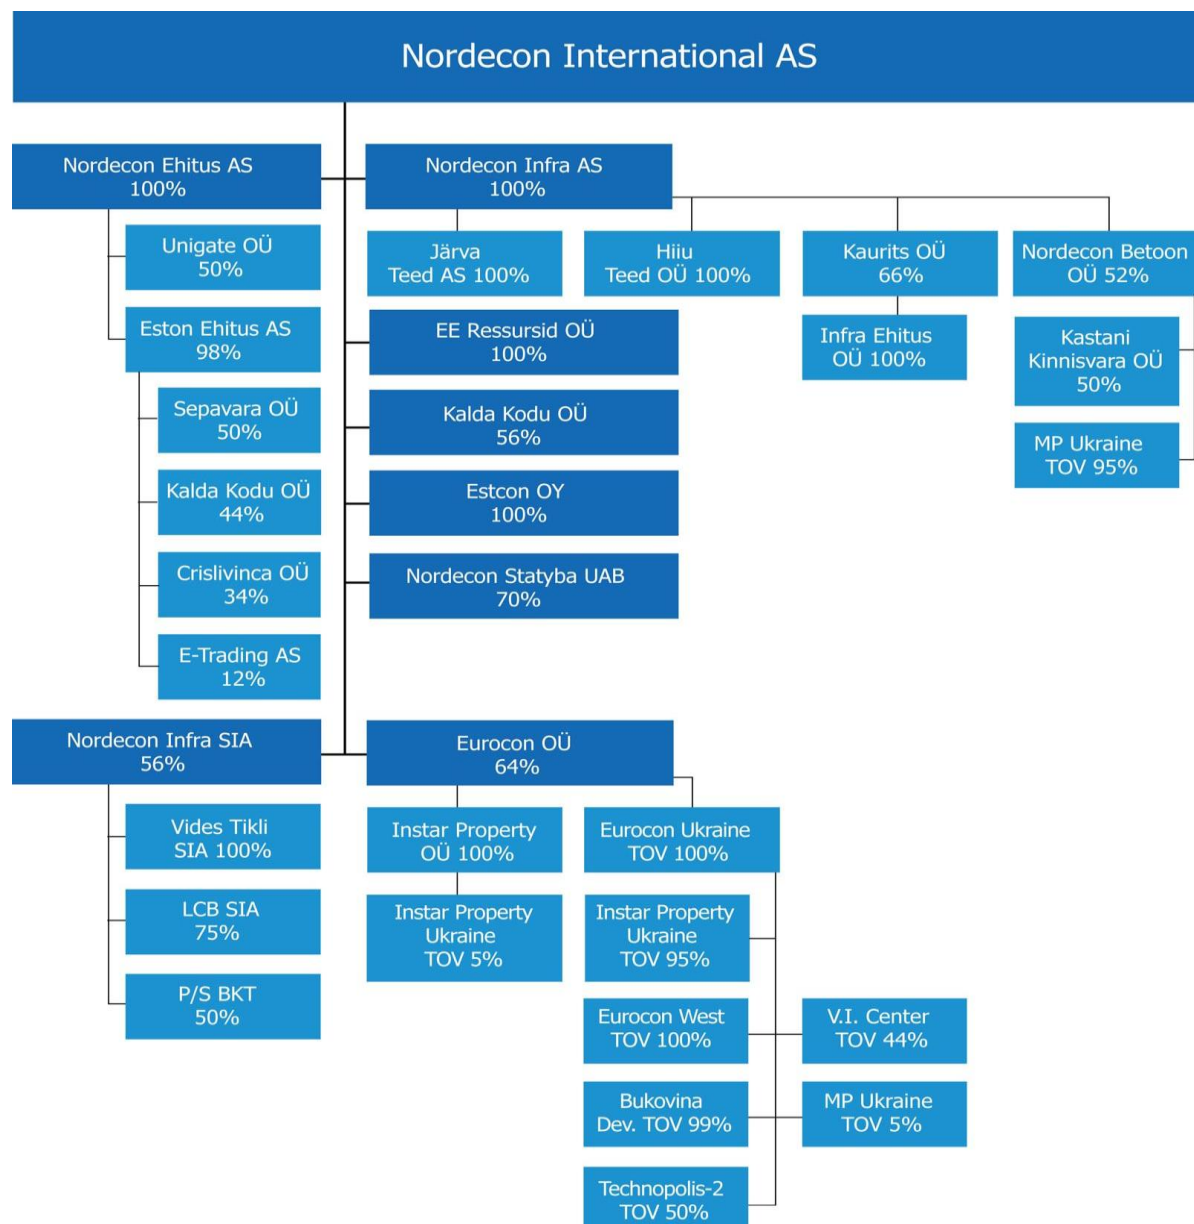 Nordecon International AS
Nordecon Ehitus AS
100%
Unigate OÜ
50%
Eston Ehitus AS
98%
Sepavara OÜ
50%
Kalda Kodu OÜ
44%
Crislivinca OÜ
34%
E-Trading AS
12%
Nordecon Infra AS
100%
Järva
Teed AS 100%
Hiiu
Teed OÜ 100%
Kaurits OÜ
66%
Infra Ehitus
OÜ 100%
Nordecon Betoon
OÜ 52%
Kastani
Kinnisvara OÜ
50%
MP Ukraine
TOV 95%
EE Ressursid OÜ
100%
Kalda Kodu OÜ
56%
Estcon OY
100%
Nordecon Statyba UAB
70%
Nordecon Infra SIA
56%
Vides Tikli
SIA 100%
LCB SIA
75%
P/S BKT
50%
Eurocon OÜ
64%
Instar Property
OÜ 100%
Instar Property
Ukraine
TOV 5%
Eurocon Ukraine
TOV 100%
Instar Property
Ukraine
TOV 95%
Eurocon West
TOV 100%
V.I. Center
TOV 44%
Bukovina
Dev. TOV 99%
MP Ukraine
TOV 5%
Technopolis-2
TOV 50%